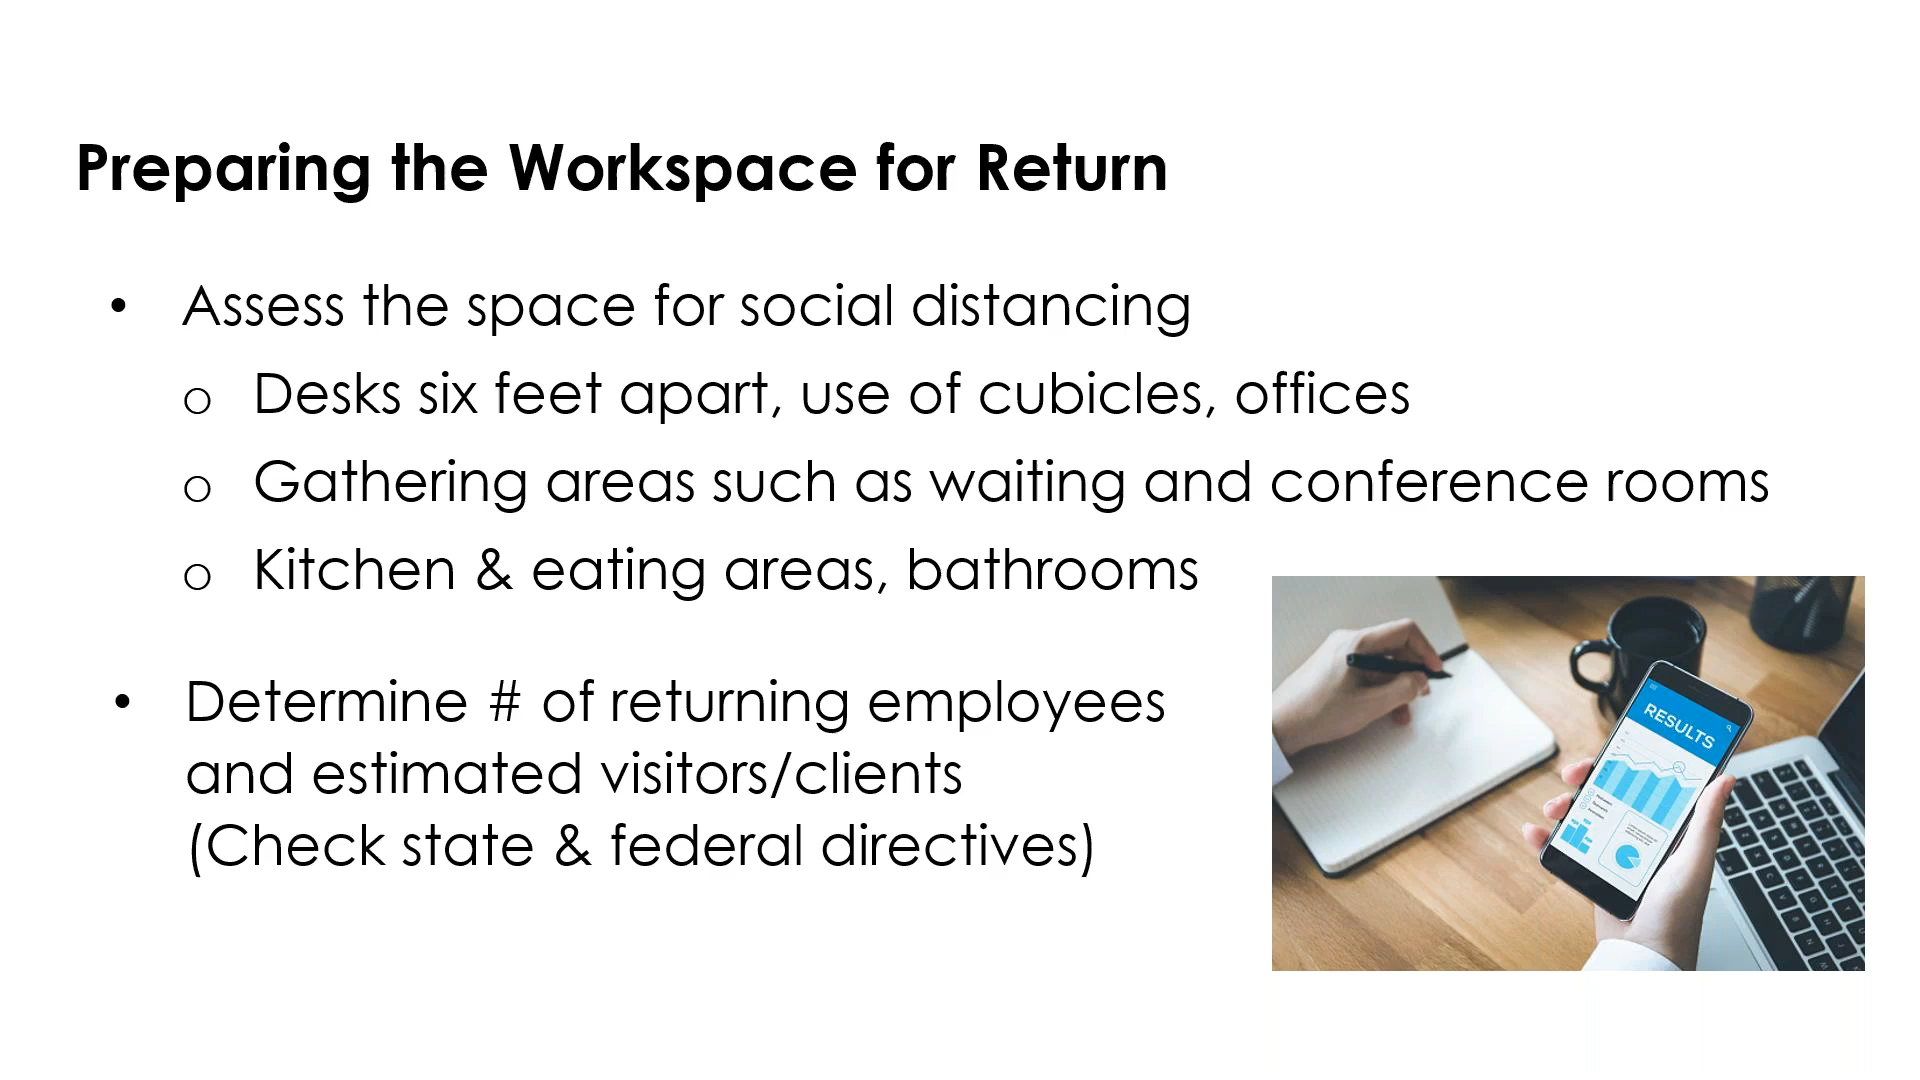 Preparing the Workspace for Return
• Assess the space for social distancing
o Desks six feet apart, use of cubicles, offices
o Gathering areas such as waiting and conference rooms
o Kitchen & eating areas, bathrooms
• Determine # of returning employees
and estimated visitors/clients
(Check state & federal directives)
RESULTS